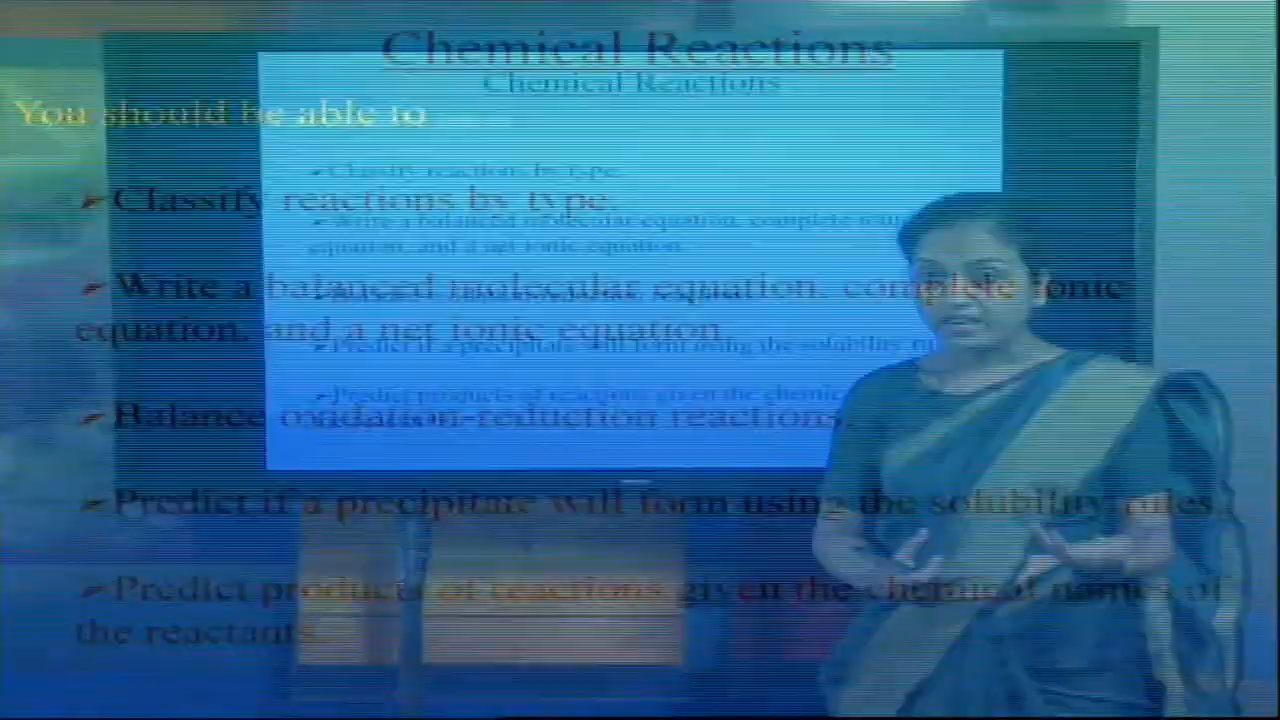 Chemical Reactions
Chemical Reactions
You should be able to
➢Classify reactions by type.
➢Classify reactions by type.
➢Write a balanced molecular equation, complete
equation, and a net ionic equation.
➢Write a balanced molecular equation, complete ionic
equation, and a net ionic equation.
➢Predict if a precipitate will form using the solubility
➢Predict products of reactions given the
➢Balance oxidation-reduction reactions.
➢Predict if a precipitate will form using the solubility rules.
➢Predict products of reactions given the chemical names of
the reactants.